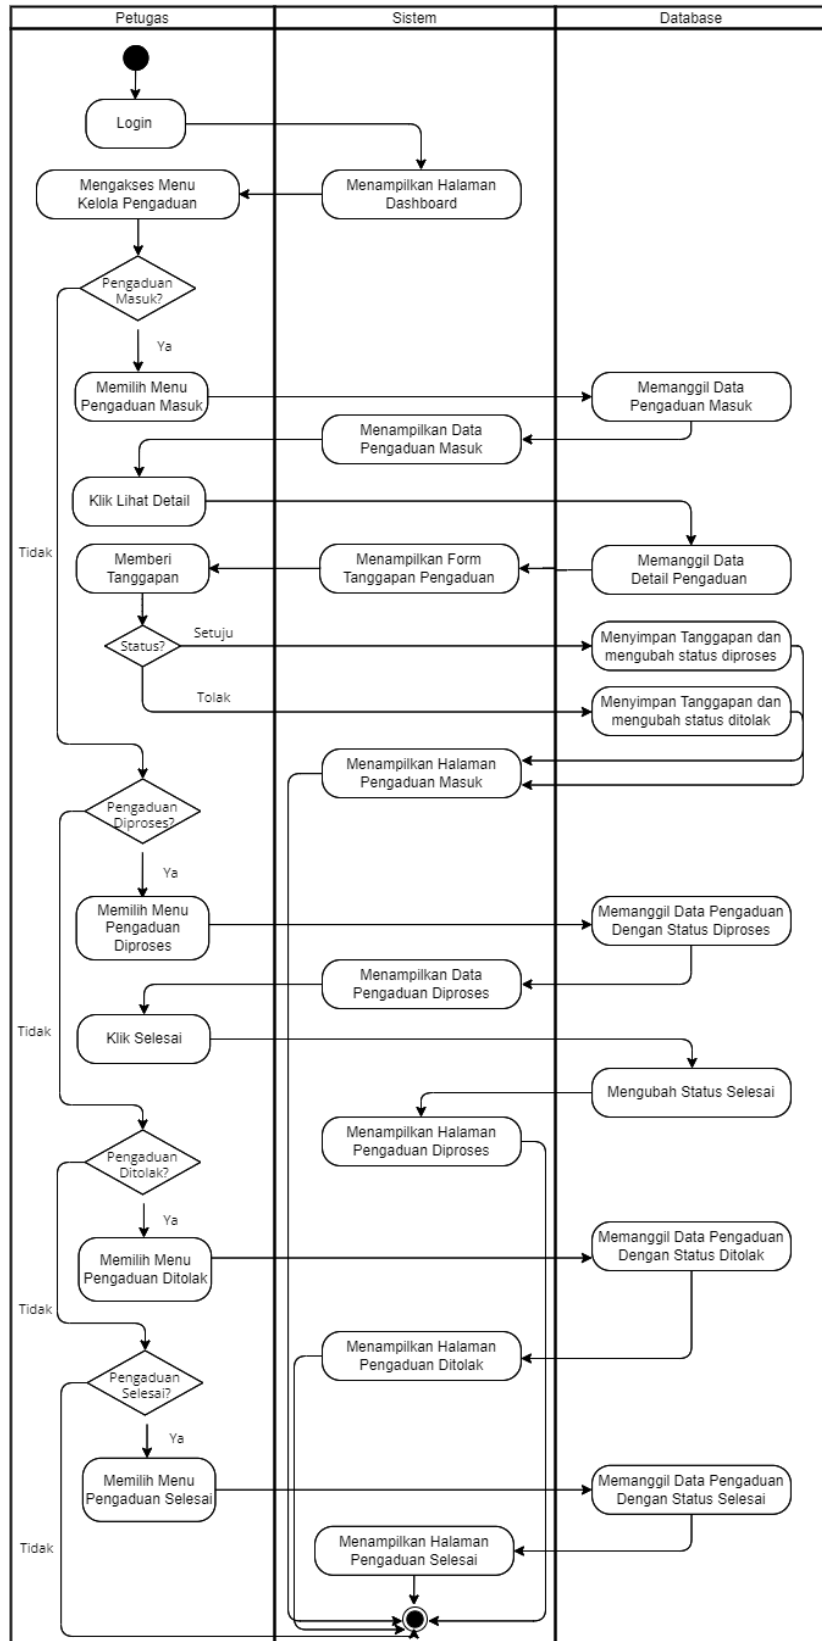 Petugas
Sistem
Database
Login
Mengakses Menu
Kelola Pengaduan
Menampilkan Halaman
Dashboard
Pengaduan
Masuk?
Ya
Memilih Menu
Pengaduan Masuk
Memanggil Data
Pengaduan Masuk
Menampilkan Data
Pengaduan Masuk
Klik Lihat Detail
Tidak
Memberi
Tanggapan
Menampilkan Form
Tanggapan Pengaduan
Memanggil Data
Detail Pengaduan
Status?
Setuju
Menyimpan Tanggapan dan
mengubah status diproses
Tolak
Menyimpan Tanggapan dan
mengubah status ditolak
Menampilkan Halaman
Pengaduan Masuk
Pengaduan
Diproses?
Ya
Memilih Menu
Pengaduan
Diproses
Memanggil Data Pengaduan
Dengan Status Diproses
Menampilkan Data
Pengaduan Diproses
Tidak
Klik Selesai
Mengubah Status Selesai
Menampilkan Halaman
Pengaduan Diproses
Pengaduan
Ditolak?
Ya
Memilih Menu
Pengaduan Ditolak
Memanggil Data Pengaduan
Dengan Status Ditolak
Tidak
Menampilkan Halaman
Pengaduan Ditolak
Pengaduan
Selesai?
Ya
Memilih Menu
Pengaduan Selesai
Memanggil Data Pengaduan
Dengan Status Selesai
Tidak
Menampilkan Halaman
Pengaduan Selesai